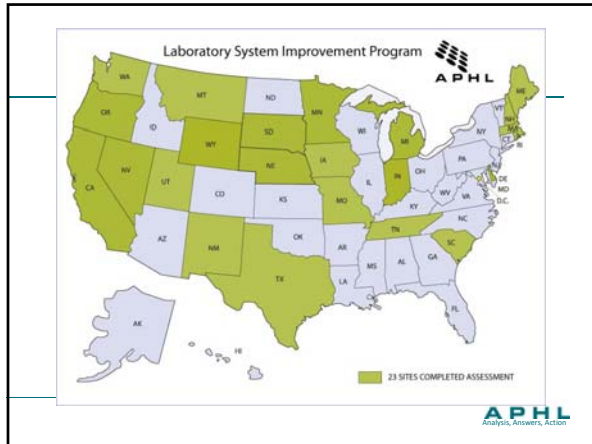 Laboratory System Improvement Program
APHL
WA
MT
ND
MN
ME
VT
NH
MA
OR
ID
SD
WI
MI
NY
CT
RI
WY
IA
NE
PA
NJ
NV
UT
CO
IL
IN
OH
DE
MD
D.C.
WV
VA
CA
KS
MO
KY
NC
AZ
NM
OK
AR
TN
SC
TX
LA
MS
AL
GA
FL
AK
HI
23 SITES COMPLETED ASSESSMENT
APHL
Analysis, Answers, Action